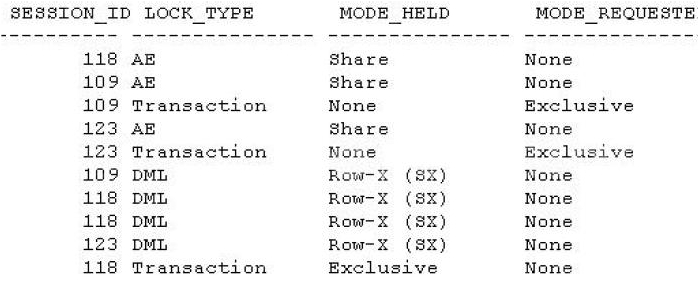 SESSION_ID LOCK_TYPE MODE_HELD MODE_REQUESTE
---------- --------------- --------------- ---------------
118 AE Share None
109 AE Share None
109 Transaction None Exclusive
123 AE Share None
123 Transaction None Exclusive
109 DML Row-X (SX) None
118 DML Row-X (SX) None
118 DML Row-X (SX) None
123 DML Row-X (SX) None
118 Transaction Exclusive None